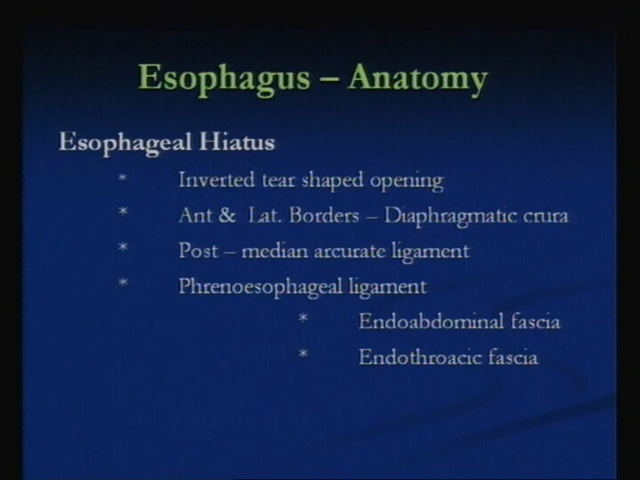 Esophagus – Anatomy
Esophageal Hiatus
* Inverted tear shaped opening
* Ant & Lat. Borders – Diaphragmatic crura
* Post – median arcurate ligament
* Phrenoesophageal ligament
* Endoabdominal fascia
* Endothroacic fascia